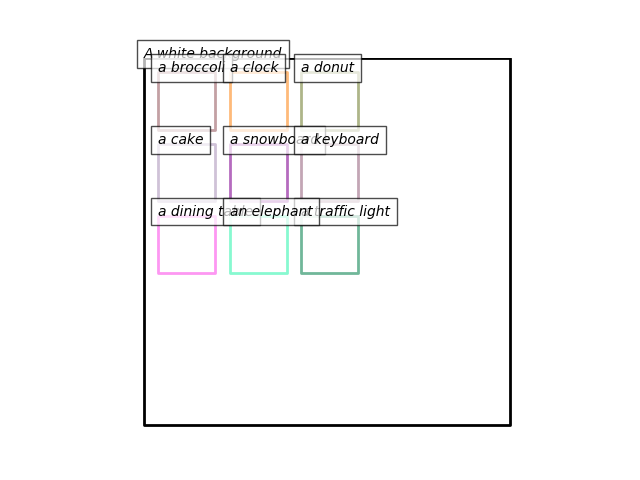 A white background
a broccoli a clock a donut
a cake a snowboard a keyboard
a dining table an elephant a traffic light